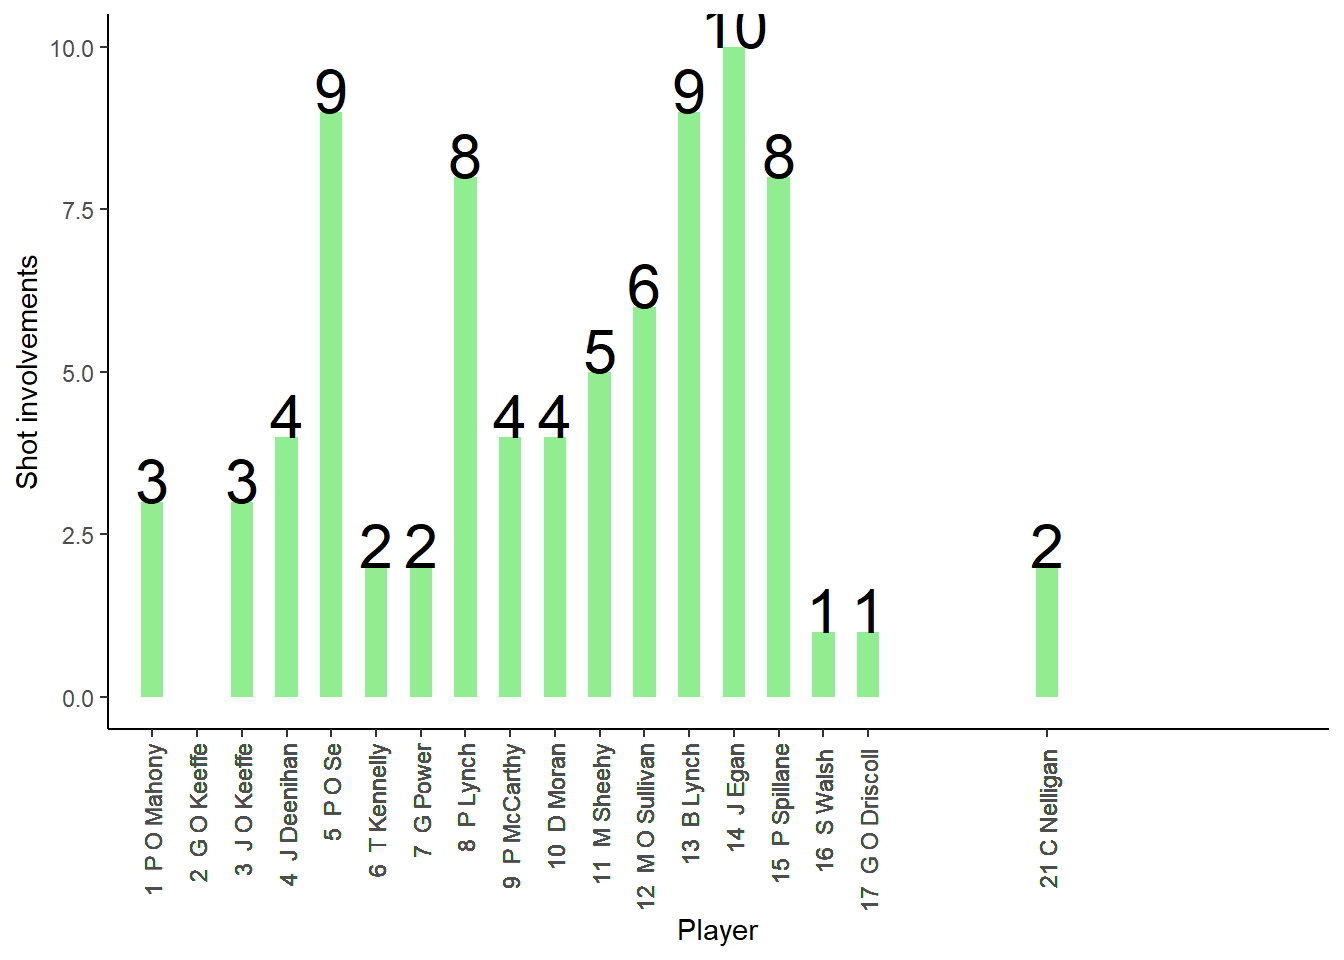 10
9
9
8
8
6
5
4
4
4
3
3
2
2
2
1
1
10.0
7.5
5.0
2.5
0.0
Shot involvements
1 P O Mahony
2 G O Keeffe
3 J O Keeffe
4 J Deenihan
5 P O Se
6 T Kennelly
7 G Power
8 P Lynch
9 P McCarthy
10 D Moran
11 M Sheehy
12 M O Sullivan
13 B Lynch
14 J Egan
15 P Spillane
16 S Walsh
17 G O Driscoll
21 C Nelligan
Player